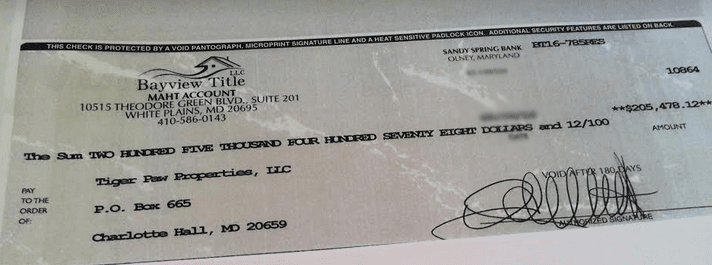 THIS CHECK IS PROTECTED BY A VOID PANTOGRAPH, MICROPRINT SIGNATURE LINE AND A HEAT SENSITIVE PADLOCK ICON. ADDITIONAL SECURITY FEATURES ARE LISTED ON BACK.
SANDY SPRING BANK
OLNEY, MARYLAND
10864
LLC
Bayview Title
MAHT ACCOUNT
10515 THEODORE GREEN BLVD., SUITE 201
WHITE PLAINS, MD 20695
410-586-0143
**$205,478.12**
AMOUNT
The Sum TWO HUNDRED FIVE THOUSAND FOUR HUNDRED SEVENTY EIGHT DOLLARS and 12/100
VOID AFTER 180 DAYS
PAY
TO THE
ORDER
OF:
Tiger Paw Properties, LLC
P.O. Box 665
Charlotte Hall, MD 20659
AUTHORIZED SIGNATURE